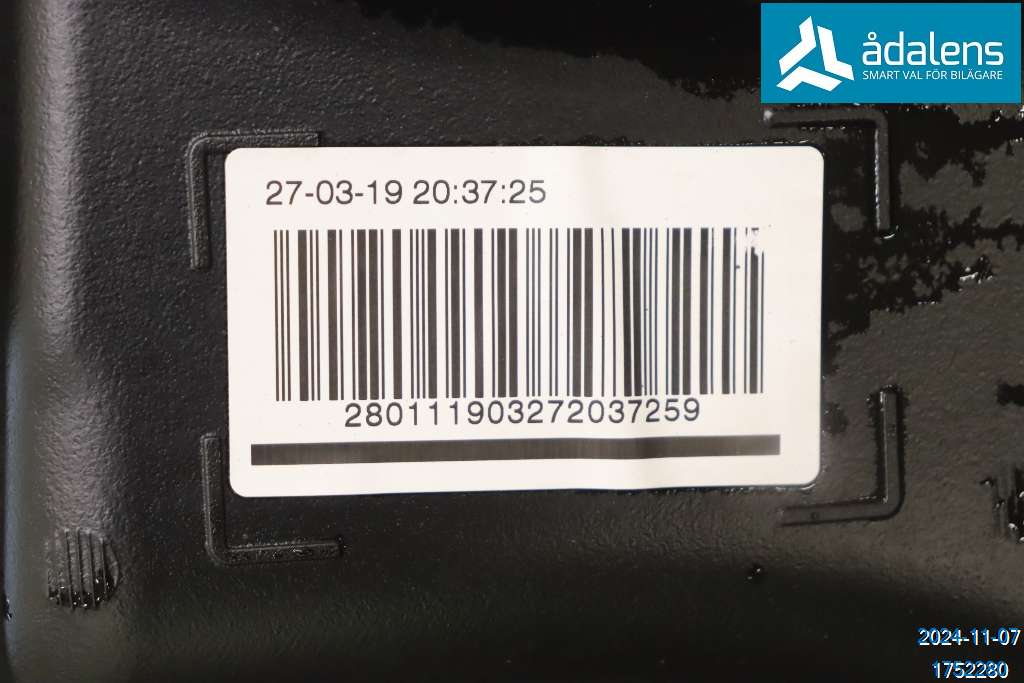 ådalens
SMART VAL FÖR BILÄGARE
27-03-19 20:37:25
280111903272037259
2024-11-07
1752280